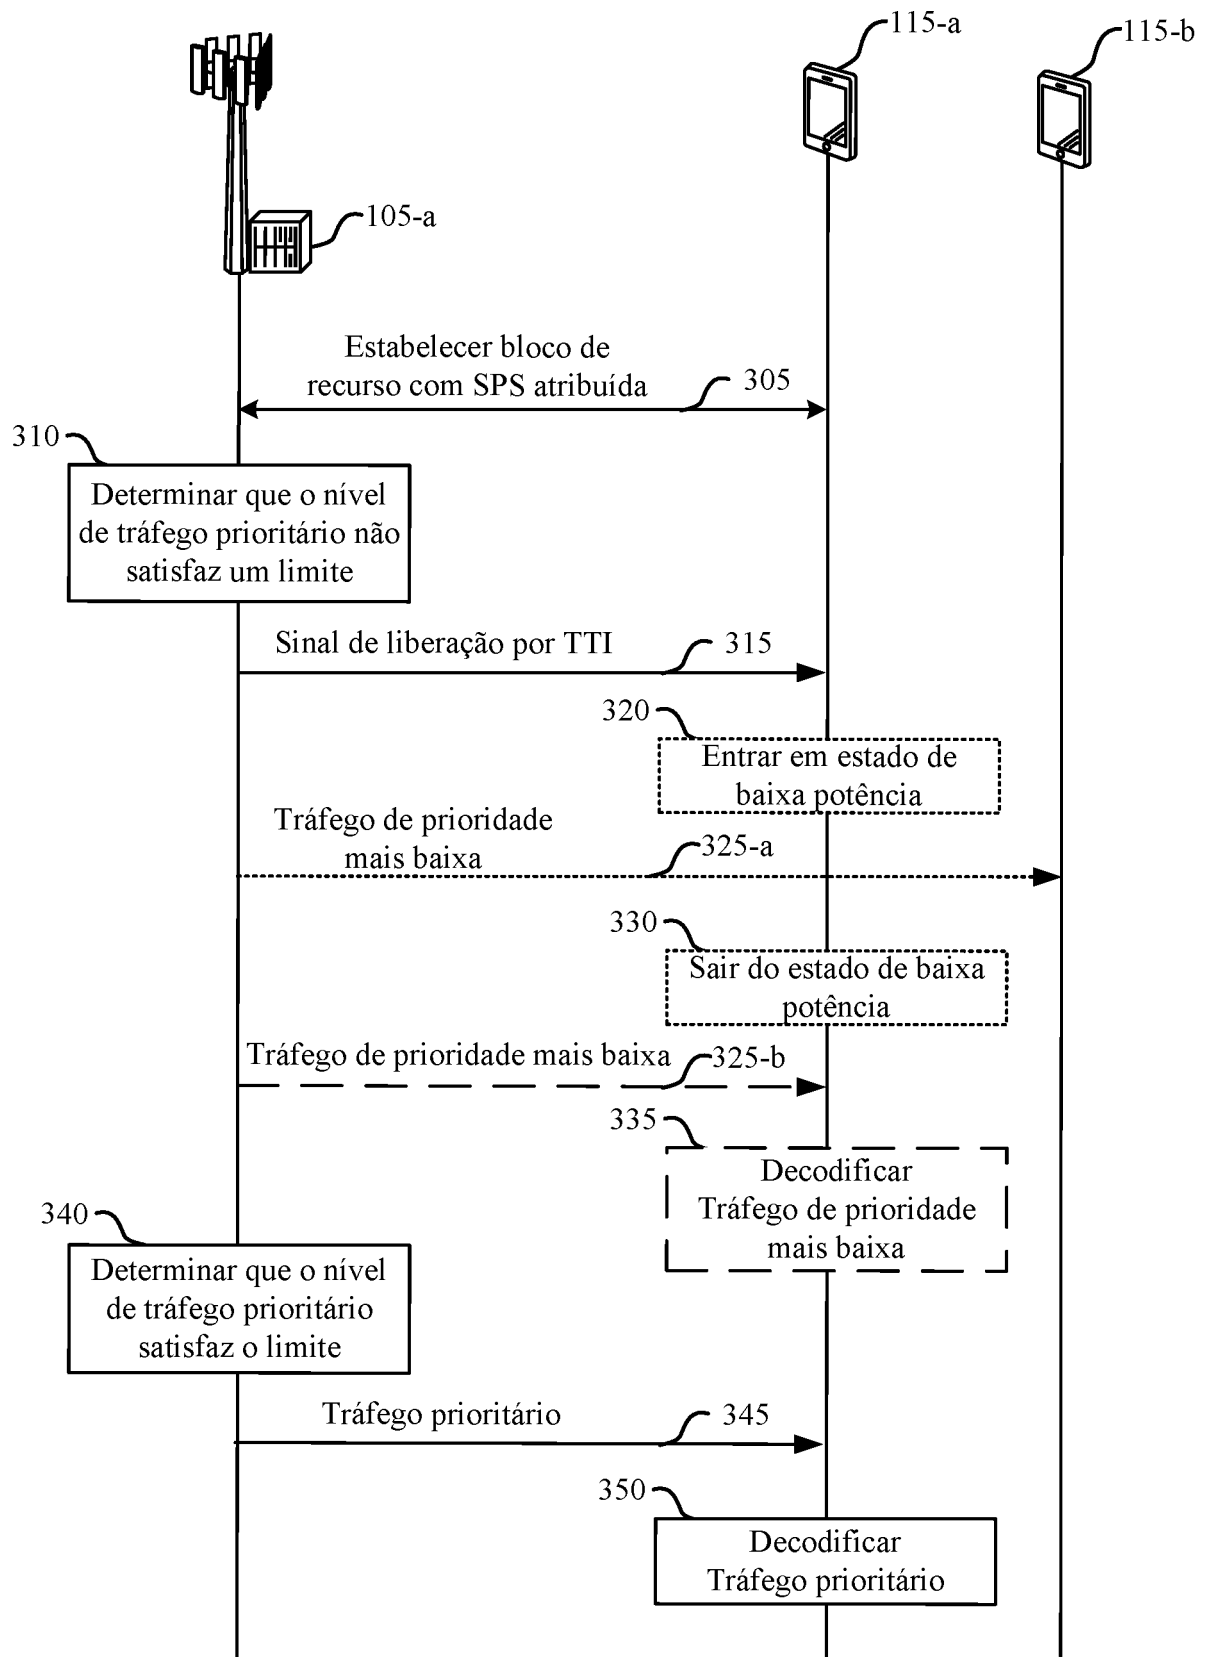 115-a
115-b
105-a
Estabelecer bloco de
recurso com SPS atribuída
305
310
Determinar que o nível
de tráfego prioritário não
satisfaz um limite
Sinal de liberação por TTI
315
320
Entrar em estado de
baixa potência
Tráfego de prioridade
mais baixa
325-a
330
Sair do estado de baixa
potência
Tráfego de prioridade mais baixa
325-b
335
Decodificar
Tráfego de prioridade
mais baixa
340
Determinar que o nível
de tráfego prioritário
satisfaz o limite
Tráfego prioritário
345
350
Decodificar
Tráfego prioritário